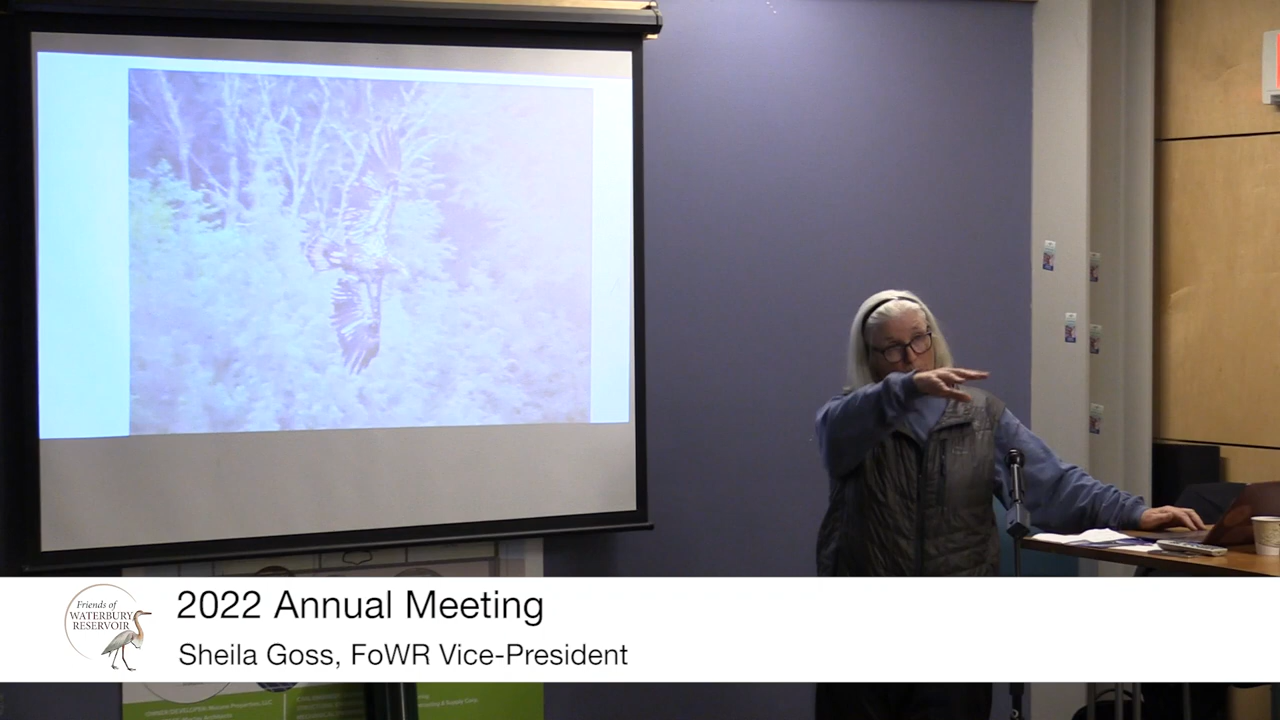 2022 Annual Meeting
Sheila Goss, FoWR Vice-President
Friends of
WATERBURY
RESERVOIR